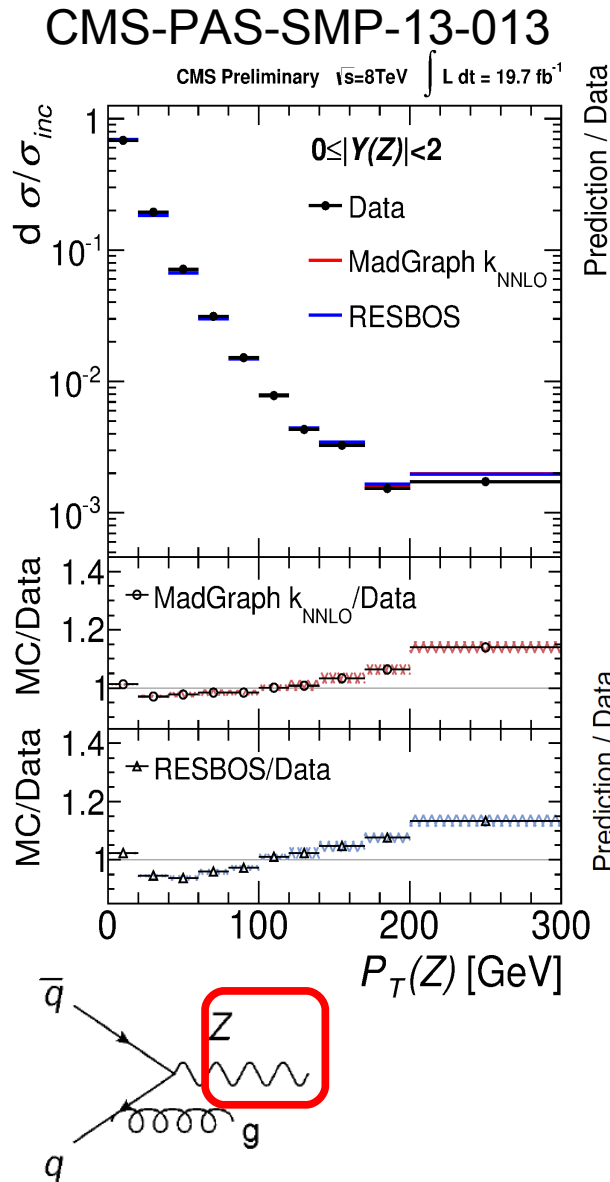 CMS-PAS-SMP-13-013
CMS Preliminary √s=8TeV ∫ L dt = 19.7 fb⁻¹
d σ/σ_inc
1
10⁻¹
10⁻²
10⁻³
0≤|Y(Z)|<2
Data
MadGraph k_NNLO
RESBOS
Prediction / Data
MC/Data
1.4
1.2
1
MadGraph k_NNLO/Data
MC/Data
1.4
1.2
1
RESBOS/Data
Prediction / Data
0 100 200 300
P_T(Z) [GeV]
q̅
Z
g
q